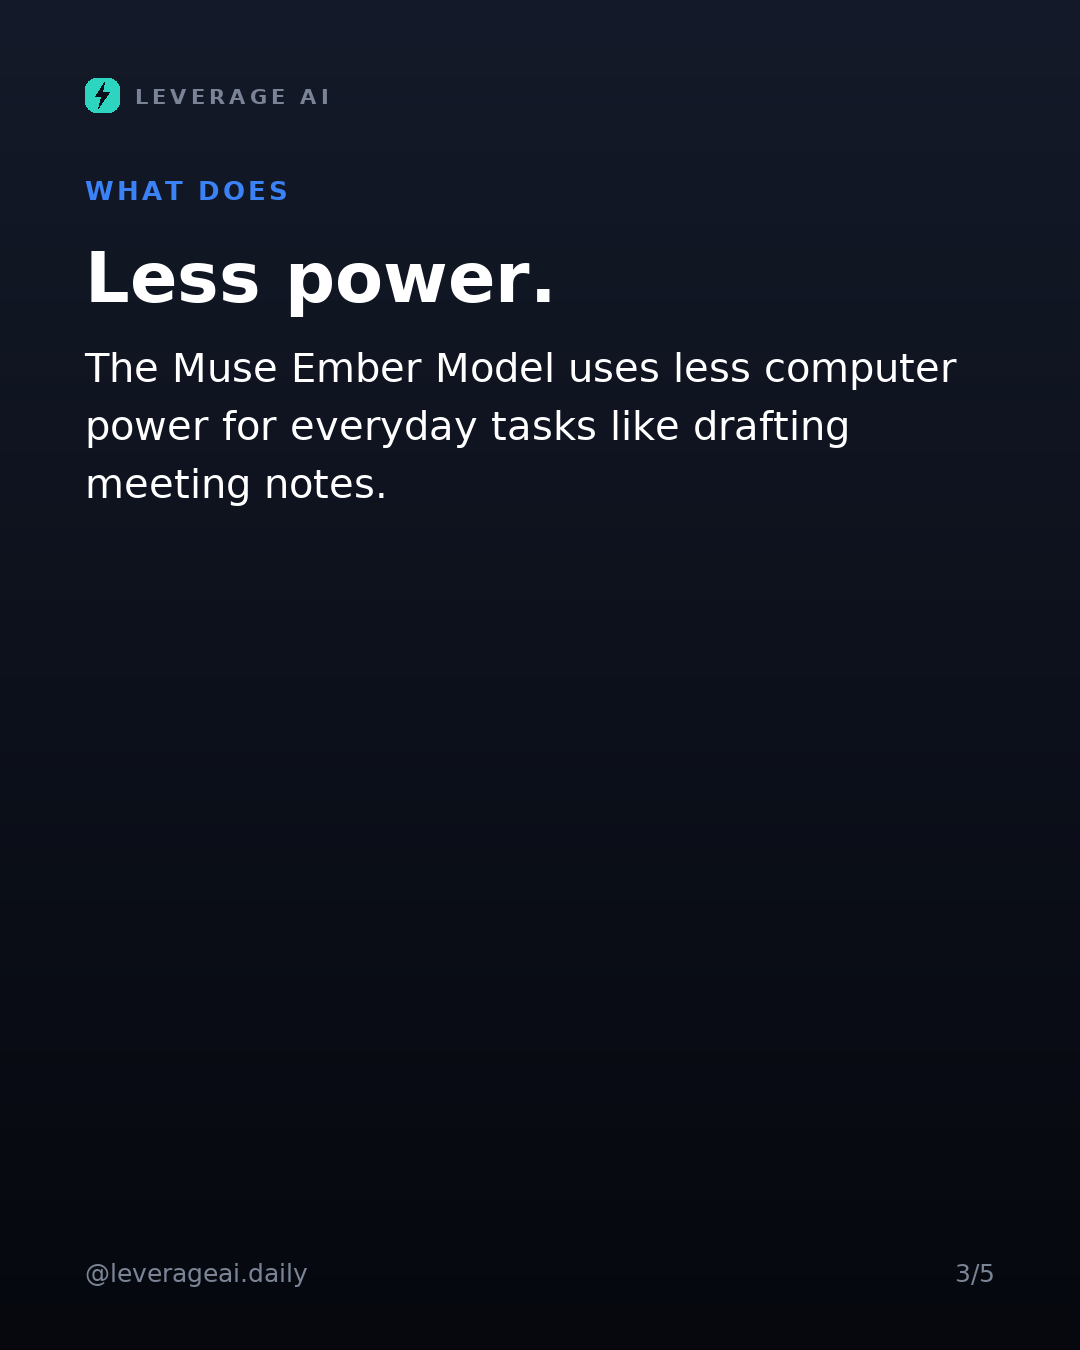 LEVERAGE AI
WHAT DOES
Less power.
The Muse Ember Model uses less computer
power for everyday tasks like drafting
meeting notes.
@leverageai.daily
3/5